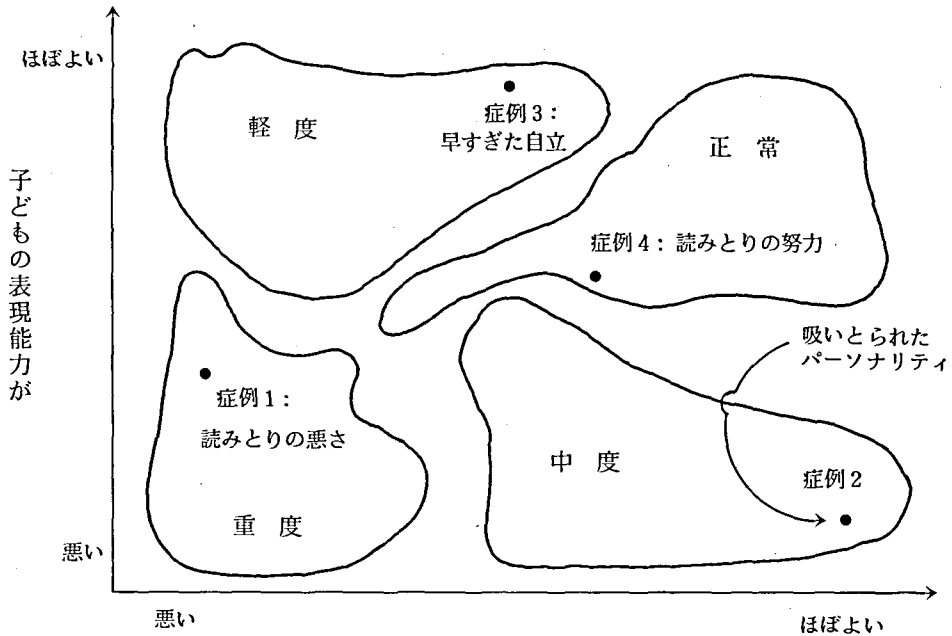 ほぼよい
子どもの表現能力が
悪い
軽度
症例3：
早すぎた自立
正常
症例4：読みとりの努力
吸いとられた
パーソナリティ
症例1：
読みとりの悪さ
重度
中度
症例2
悪い
ほぼよい